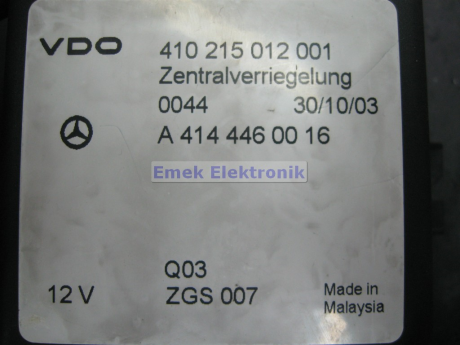 VDO 410 215 012 001
Zentralverriegelung
0044 30/10/03
A 414 446 00 16
Emek Elektronik
Q03
12 V ZGS 007
Made in
Malaysia